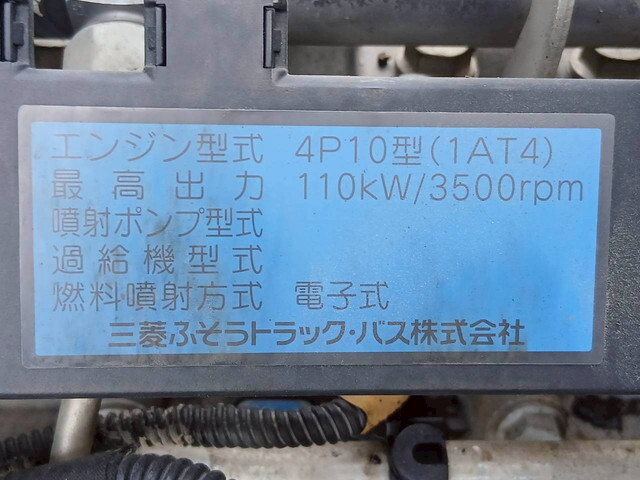 エンジン型式 4P10型(1AT4)
最高出力 110kW/3500rpm
噴射ポンプ型式
過給機型式
燃料噴射方式 電子式
三菱ふそうトラック・バス株式会社